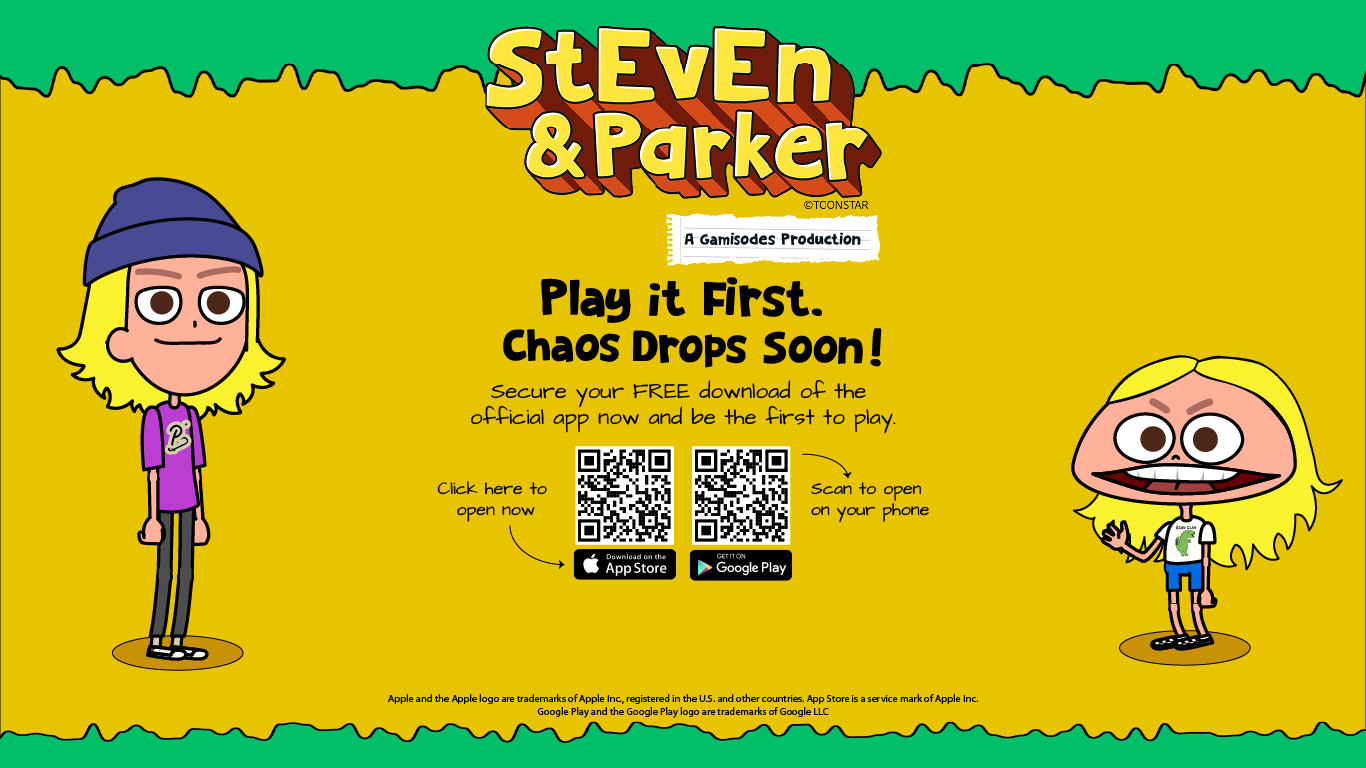 StEvEn
& Parker
©TCONSTAR
A Gamisodes Production
Play it First.
Chaos Drops Soon!
Secure your FREE download of the
official app now and be the first to play.
Click here to
open now
Scan to open
on your phone
Download on the
App Store
GET IT ON
Google Play
P.
Apple and the Apple logo are trademarks of Apple Inc., registered in the U.S. and other countries. App Store is a service mark of Apple Inc.
Google Play and the Google Play logo are trademarks of Google LLC